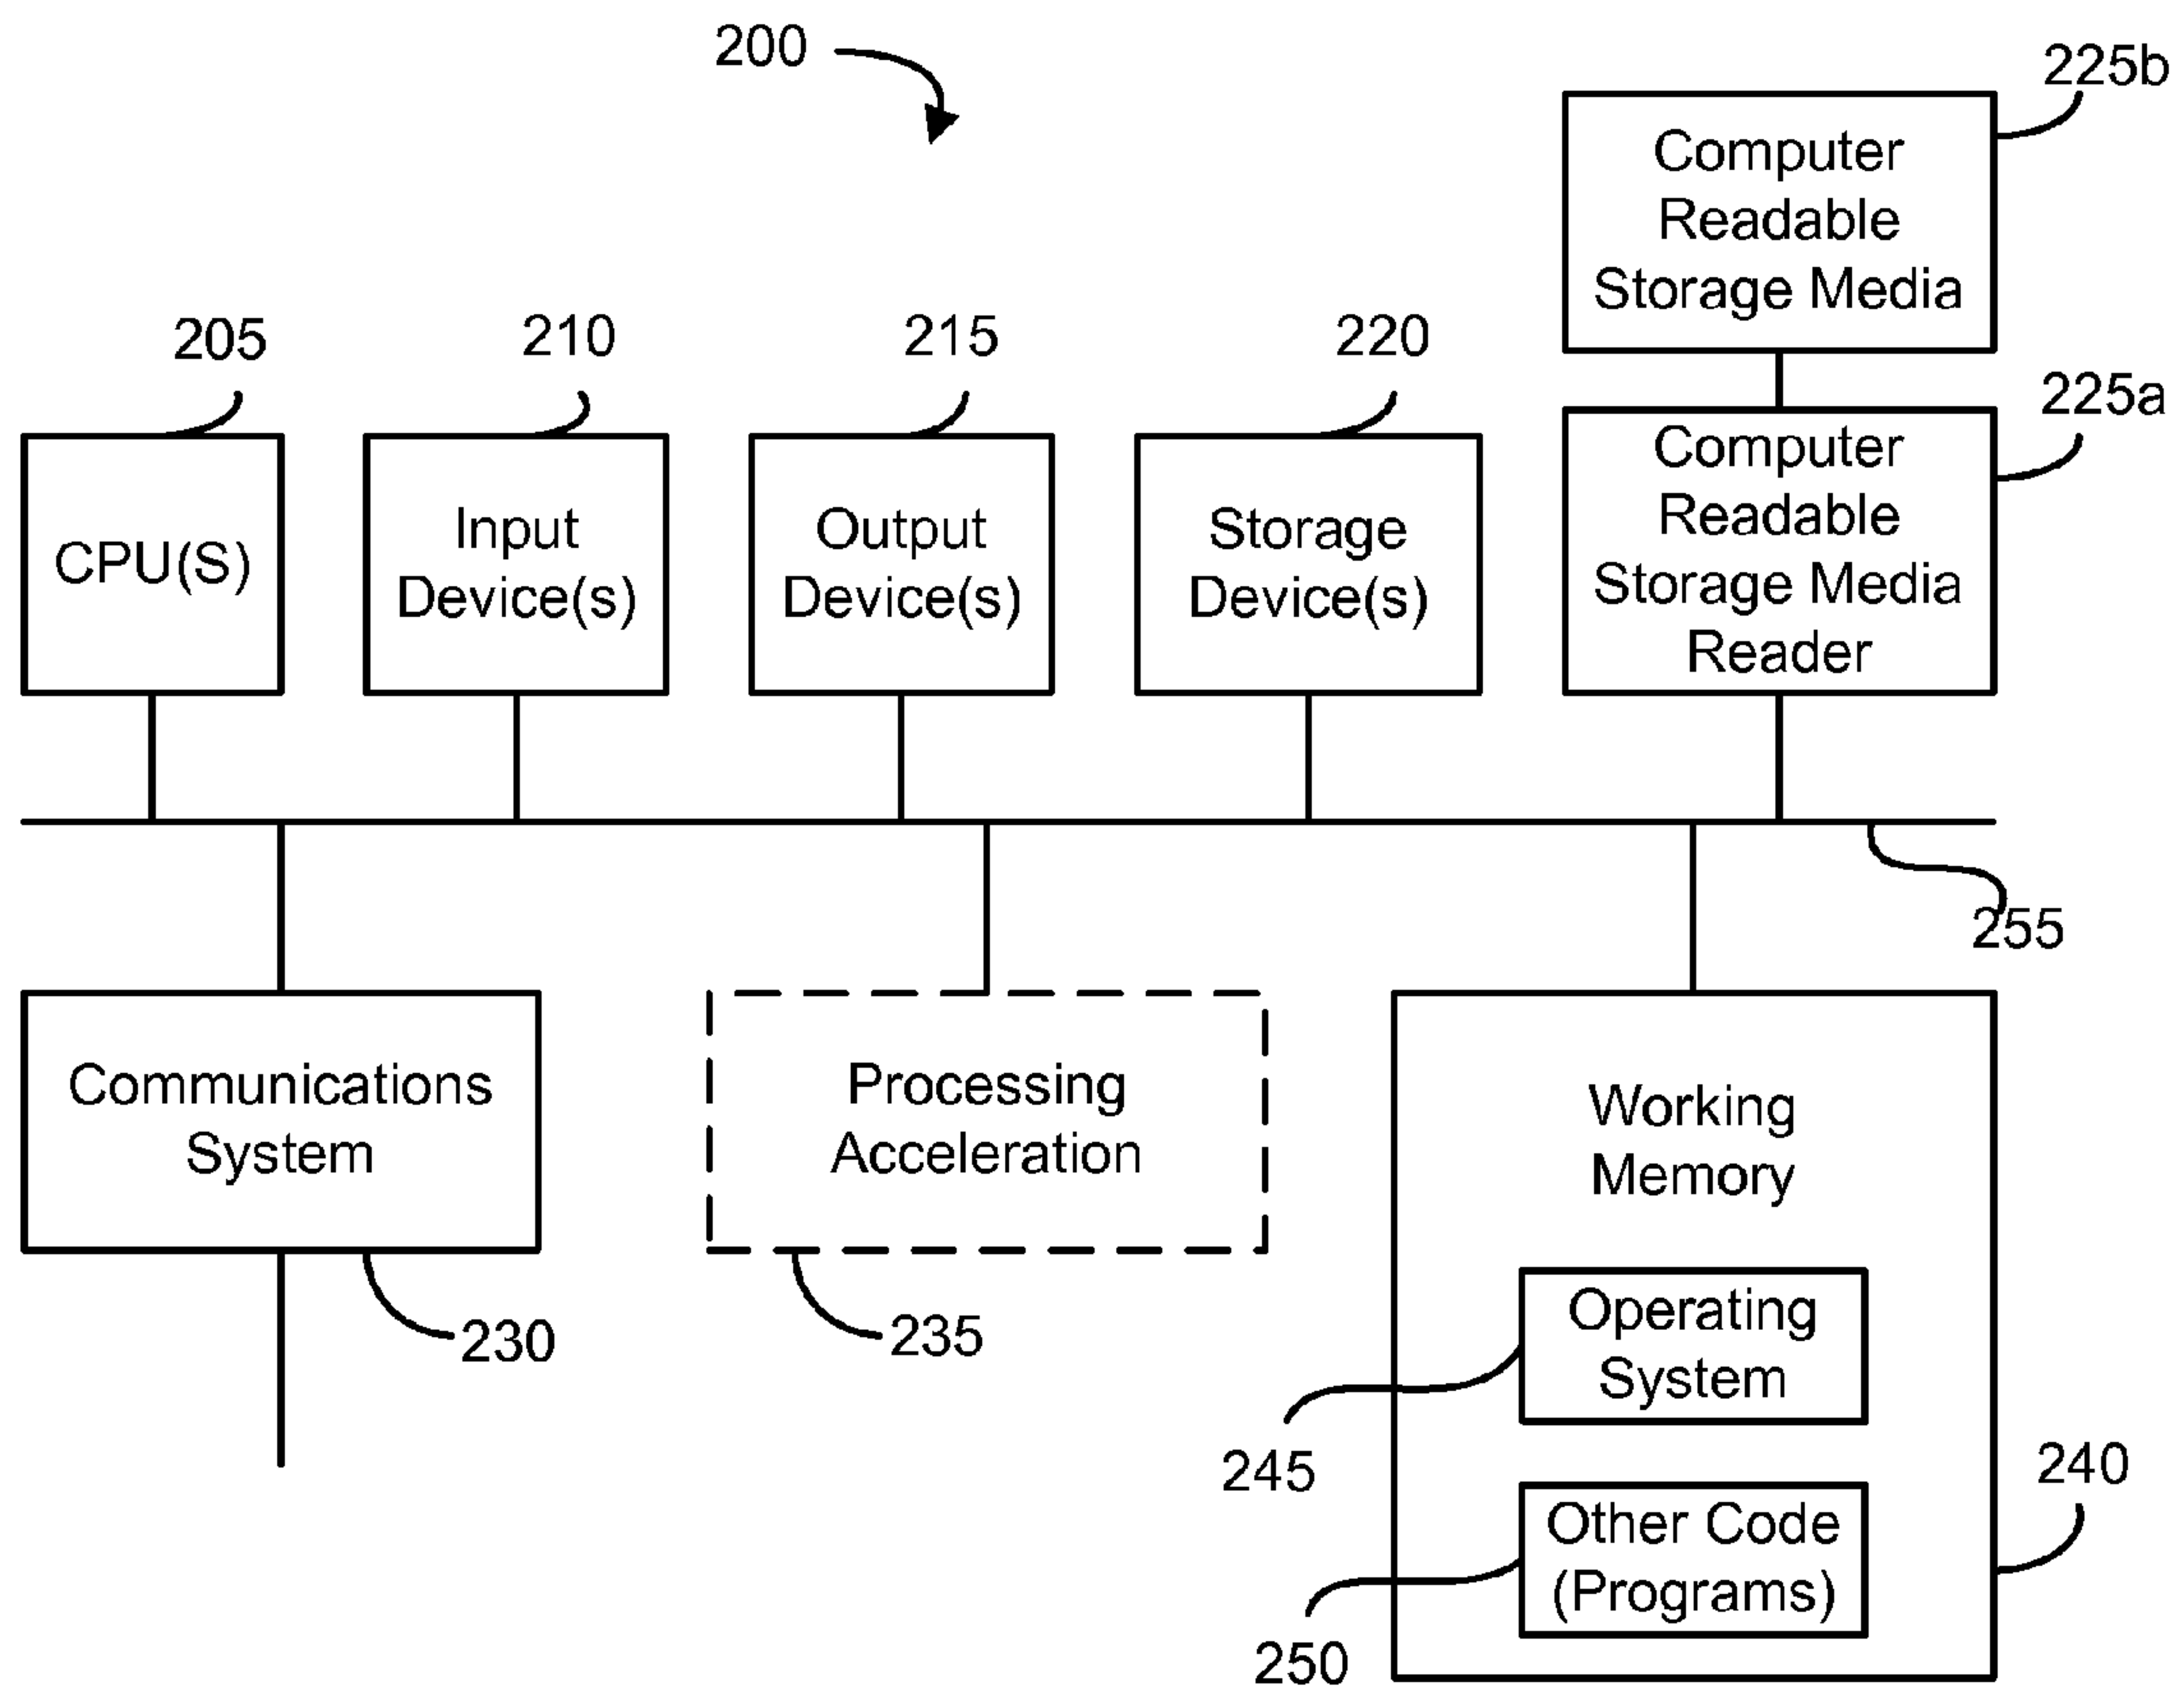 200
225b
Computer
Readable
Storage Media
205
210
215
220
225a
CPU(S)
Input
Device(s)
Output
Device(s)
Storage
Device(s)
Computer
Readable
Storage Media
Reader
255
Communications
System
230
Processing
Acceleration
235
Working
Memory
Operating
System
245
Other Code
(Programs)
250
240